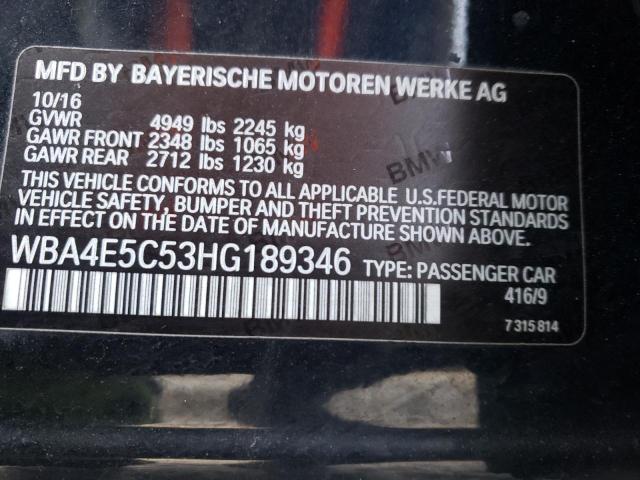 MFD BY BAYERISCHE MOTOREN WERKE AG
10/16
GVWR 4949 lbs 2245 kg
GAWR FRONT 2348 lbs 1065 kg
GAWR REAR 2712 lbs 1230 kg
THIS VEHICLE CONFORMS TO ALL APPLICABLE U.S.FEDERAL MOTOR
VEHICLE SAFETY, BUMPER AND THEFT PREVENTION STANDARDS
IN EFFECT ON THE DATE OF MANUFACTURE SHOWN ABOVE.
WBA4E5C53HG189346 TYPE: PASSENGER CAR
416/9
7 315 814
BMW